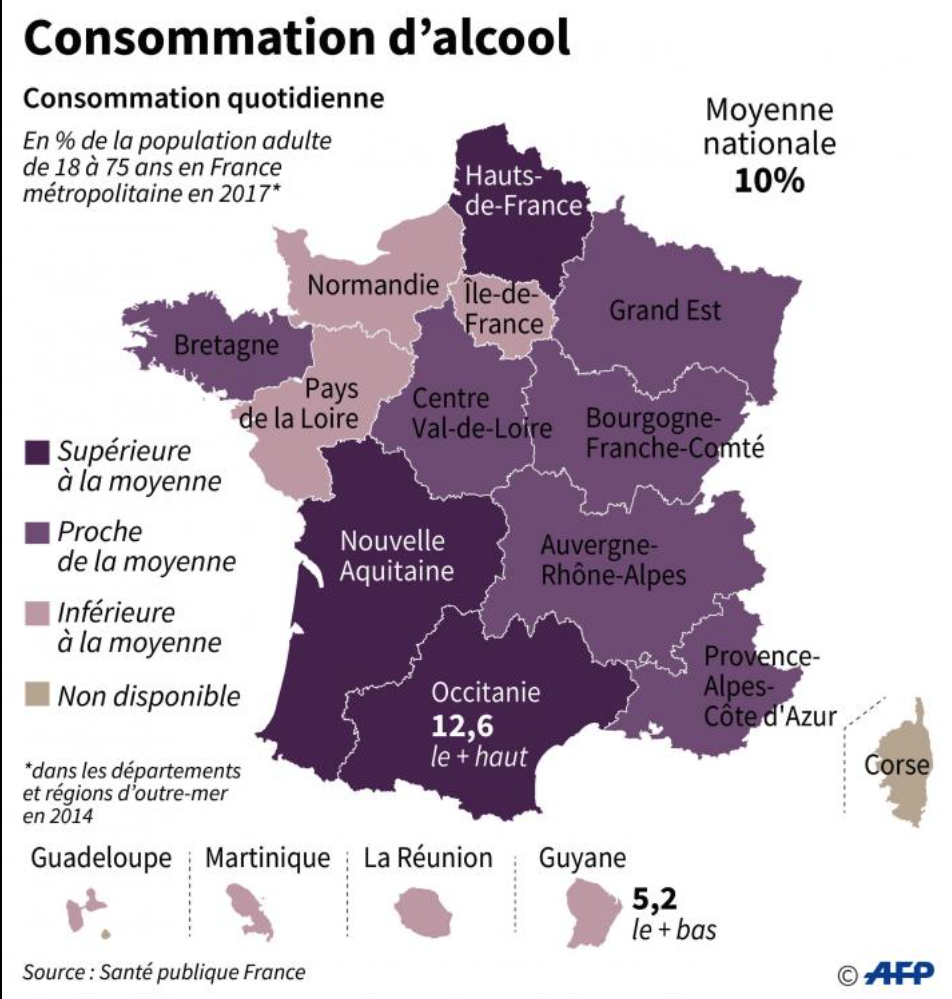 Consommation d'alcool
Consommation quotidienne
En % de la population adulte
de 18 à 75 ans en France
métropolitaine en 2017*
Moyenne
nationale
10%
Hauts-
de-France
Normandie
Île-de-
France
Grand Est
Bretagne
Pays
de la Loire
Centre
Val-de-Loire
Bourgogne-
Franche-Comté
Supérieure
à la moyenne
Proche
de la moyenne
Inférieure
à la moyenne
Non disponible
Nouvelle
Aquitaine
Auvergne-
Rhône-Alpes
Occitanie
12,6
le + haut
Provence-
Alpes-
Côte d'Azur
Corse
*dans les départements
et régions d'outre-mer
en 2014
Guadeloupe
Martinique
La Réunion
Guyane
5,2
le + bas
Source : Santé publique France
© AFP